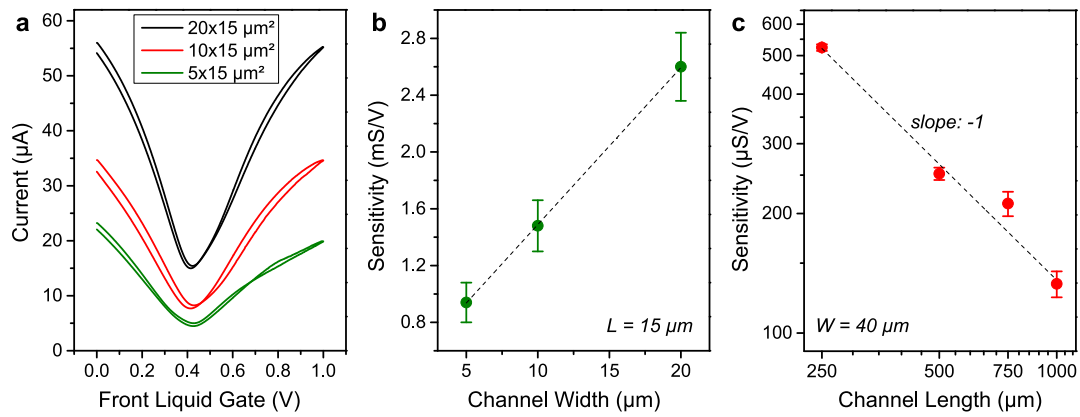 a
20x15 µm²
10x15 µm²
5x15 µm²
Current (µA)
60
50
40
30
20
10
0
0.0 0.2 0.4 0.6 0.8 1.0
Front Liquid Gate (V)
b
Sensitivity (mS/V)
2.8
2.4
2.0
1.6
1.2
0.8
L = 15 µm
5 10 15 20
Channel Width (µm)
c
Sensitivity (µS/V)
600
500
400
300
200
100
slope: -1
W = 40 µm
250 500 750 1000
Channel Length (µm)